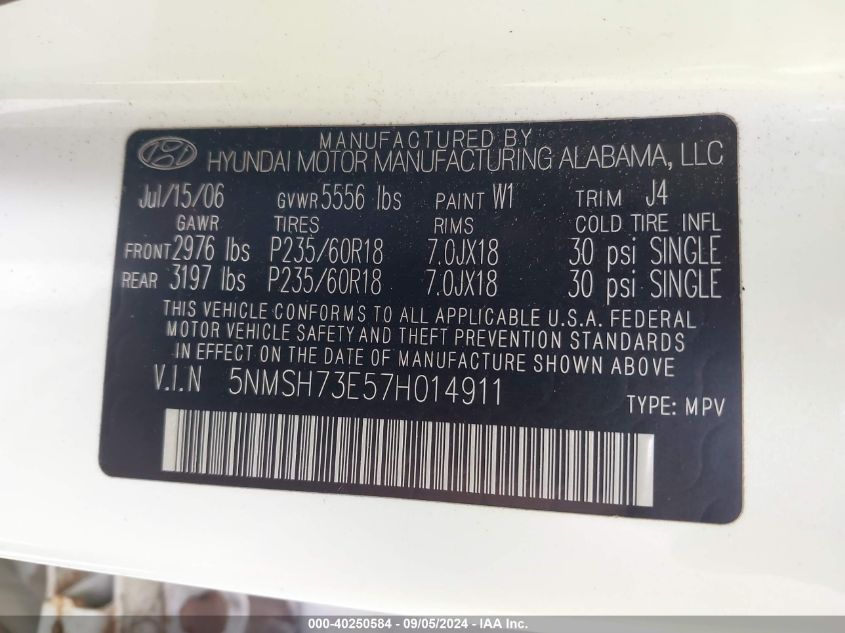 MANUFACTURED BY
HYUNDAI MOTOR MANUFACTURING ALABAMA, LLC
Jul/15/06 GVWR 5556 lbs PAINT W1 TRIM J4
GAWR TIRES RIMS COLD TIRE INFL
FRONT 2976 lbs P235/60R18 7.0JX18 30 psi SINGLE
REAR 3197 lbs P235/60R18 7.0JX18 30 psi SINGLE
THIS VEHICLE CONFORMS TO ALL APPLICABLE U.S.A. FEDERAL
MOTOR VEHICLE SAFETY AND THEFT PREVENTION STANDARDS
IN EFFECT ON THE DATE OF MANUFACTURE SHOWN ABOVE
V.I.N 5NMSH73E57H014911
TYPE: MPV
000-40250584 - 09/05/2024 - IAA Inc.